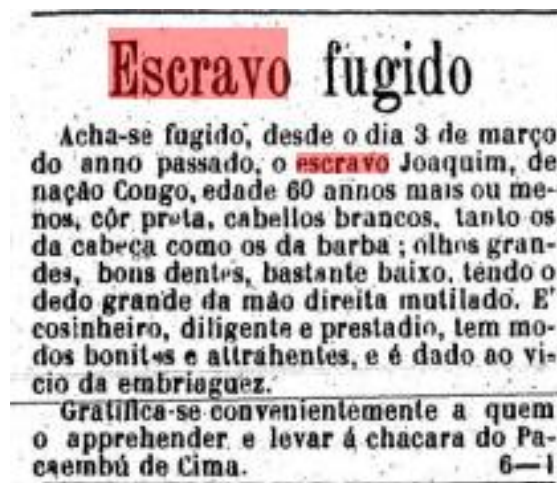 Escravo fugido
Acha-se fugido, desde o dia 3 de março
do anno passado, o escravo Joaquim, de
nação Congo, edade 60 annos mais ou me-
nos, côr preta, cabellos brancos, tanto os
da cabeça como os da barba ; olhos gran-
des, bons dentes, bastante baixo, tendo o
dedo grande da mão direita mutilado. E'
cosinheiro, diligente e prestadio, tem mo-
dos bonitos e attrahentes, e é dado ao vi-
cio da embriaguez.
Gratifica-se convenientemente a quem
o apprehender e levar á chacara do Pa-
caembú de Cima. 6—1